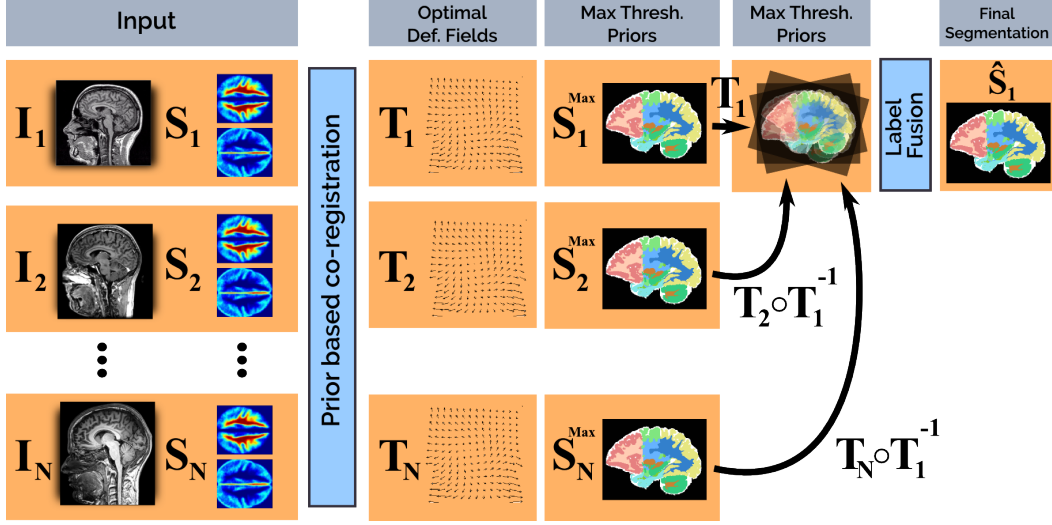 Input
Optimal
Def. Fields
Max Thresh.
Priors
Max Thresh.
Priors
Final
Segmentation
I1
S1
Prior based co-registration
T1
S1 Max
T1
Label
Fusion
Ŝ1
I2
S2
T2
S2 Max
T2∘T1 -1
IN
SN
TN
SN Max
TN∘T1 -1